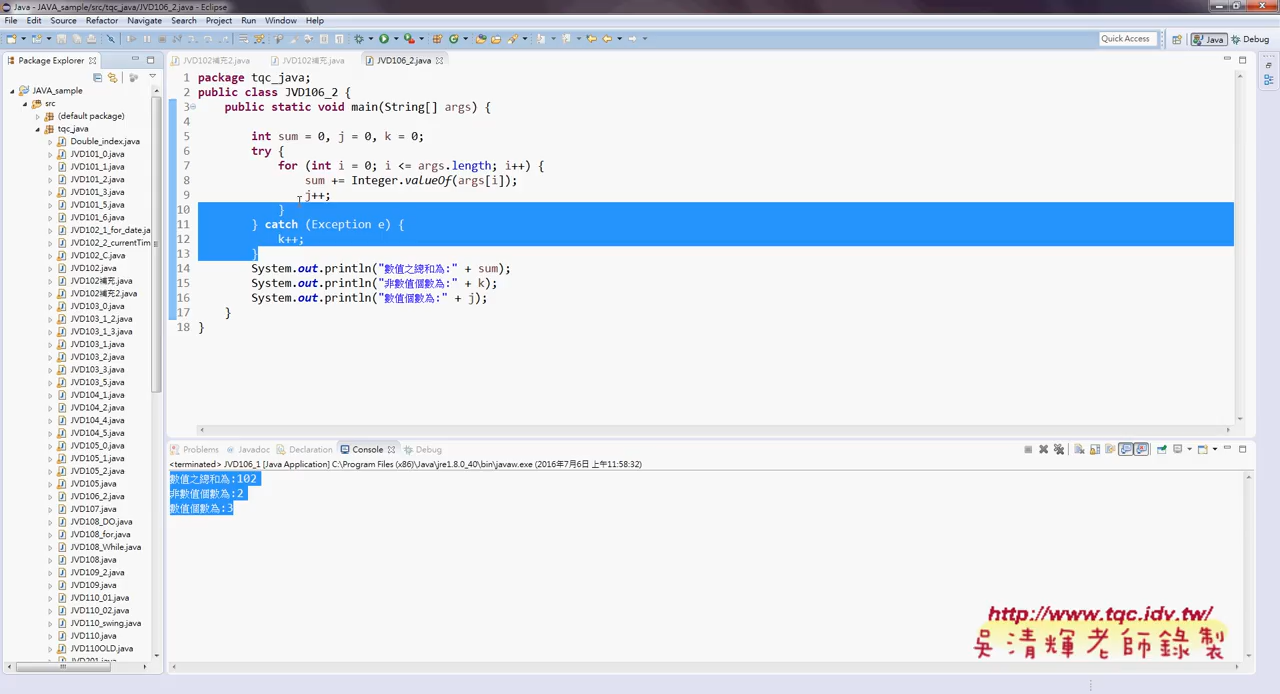 Java - JAVA_sample/src/tqc_java/JVD106_2.java - Eclipse
File Edit Source Refactor Navigate Search Project Run Window Help
Quick Access
Java
Debug
Package Explorer
JVD102補充2.java
JVD102補充.java
JVD106_2.java
JAVA_sample
src
(default package)
tqc_java
Double_index.java
JVD101_0.java
JVD101_1.java
JVD101_2.java
JVD101_3.java
JVD101_5.java
JVD101_6.java
JVD102_1_for_date.ja
JVD102_2_currentTim
JVD102_C.java
JVD102.java
JVD102補充.java
JVD102補充2.java
JVD103_0.java
JVD103_1_2.java
JVD103_1_3.java
JVD103_1.java
JVD103_2.java
JVD103_3.java
JVD103_5.java
JVD104_1.java
JVD104_2.java
JVD104_4.java
JVD104_5.java
JVD105_0.java
JVD105_1.java
JVD105_2.java
JVD105.java
JVD106_2.java
JVD107.java
JVD108_DO.java
JVD108_for.java
JVD108_While.java
JVD108.java
JVD109_2.java
JVD109.java
JVD110_01.java
JVD110_02.java
JVD110_swing.java
JVD110.java
JVD110OLD.java
JVD201.java
1 package tqc_java;
2 public class JVD106_2 {
3 public static void main(String[] args) {
4
5 int sum = 0, j = 0, k = 0;
6 try {
7 for (int i = 0; i <= args.length; i++) {
8 sum += Integer.valueOf(args[i]);
9 j++;
10 }
11 } catch (Exception e) {
12 k++;
13 }
14 System.out.println("數值之總和為:" + sum);
15 System.out.println("非數值個數為:" + k);
16 System.out.println("數值個數為:" + j);
17 }
18 }
Problems Javadoc Declaration Console Debug
<terminated> JVD106_1 [Java Application] C:\Program Files (x86)\Java\jre1.8.0_40\bin\javaw.exe (2016年7月6日 上午11:58:32)
數值之總和為:102
非數值個數為:2
數值個數為:3
http://www.tqc.idv.tw/
吳清輝老師錄製